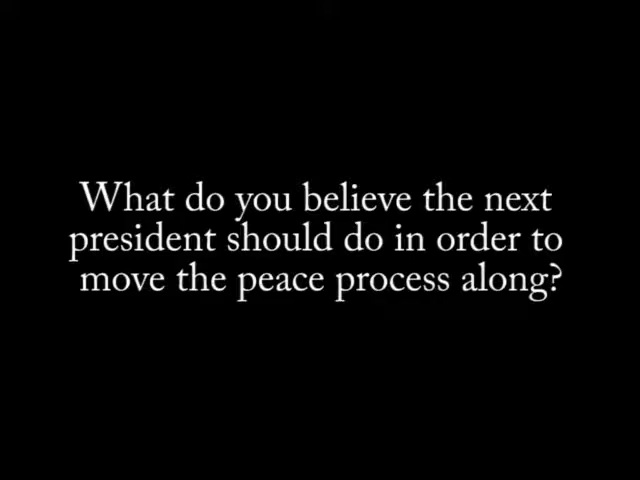 What do you believe the next
president should do in order to
move the peace process along?